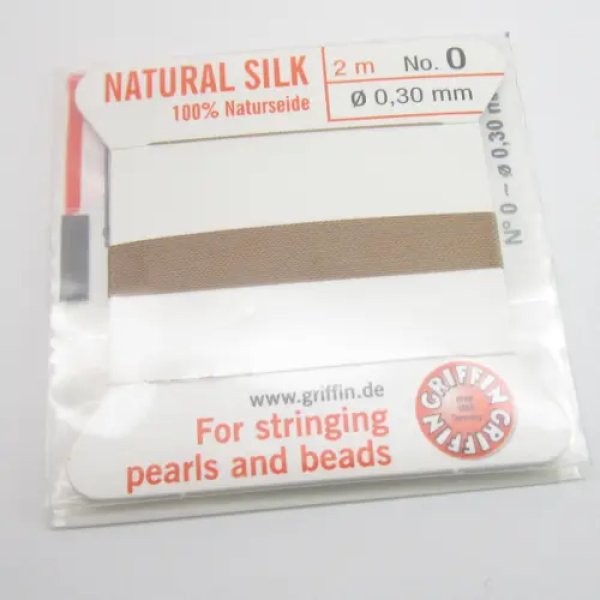 NATURAL SILK
100% Naturseide
2 m No. 0
Ø 0,30 mm
N° 0 – ø 0,30 m
www.griffin.de
For stringing
pearls and beads
GRIFFIN GRIFFIN
Germany